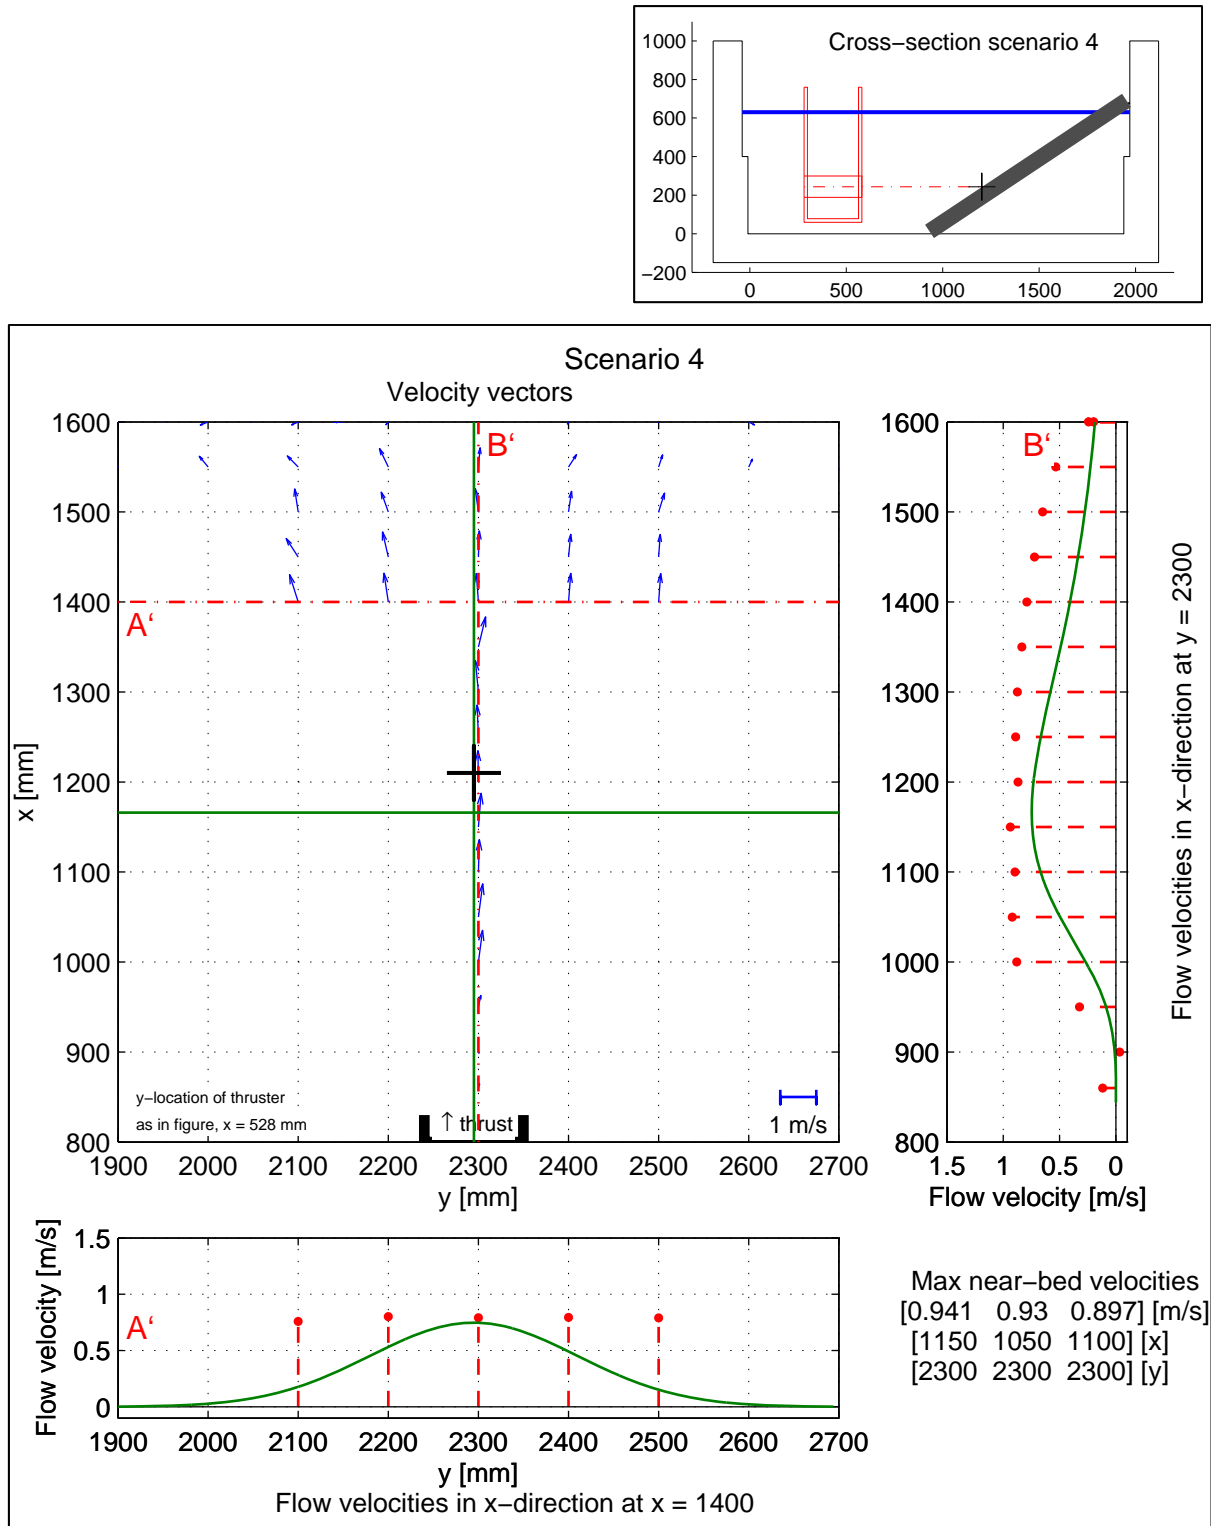 Cross−section scenario 4
1000
800
600
400
200
0
−200
0 500 1000 1500 2000
Scenario 4
Velocity vectors
1600
1500
1400
1300
1200
1100
1000
900
800
x [mm]
B‘
A‘
y−location of thruster
as in figure, x = 528 mm
↑ thrust
1 m/s
1900 2000 2100 2200 2300 2400 2500 2600 2700
y [mm]
B‘
1600
1500
1400
1300
1200
1100
1000
900
800
1.5 1 0.5 0
Flow velocity [m/s]
Flow velocities in x−direction at y = 2300
1.5
1
0.5
0
Flow velocity [m/s]
A‘
1900 2000 2100 2200 2300 2400 2500 2600 2700
y [mm]
Flow velocities in x−direction at x = 1400
Max near−bed velocities
[0.941 0.93 0.897] [m/s]
[1150 1050 1100] [x]
[2300 2300 2300] [y]